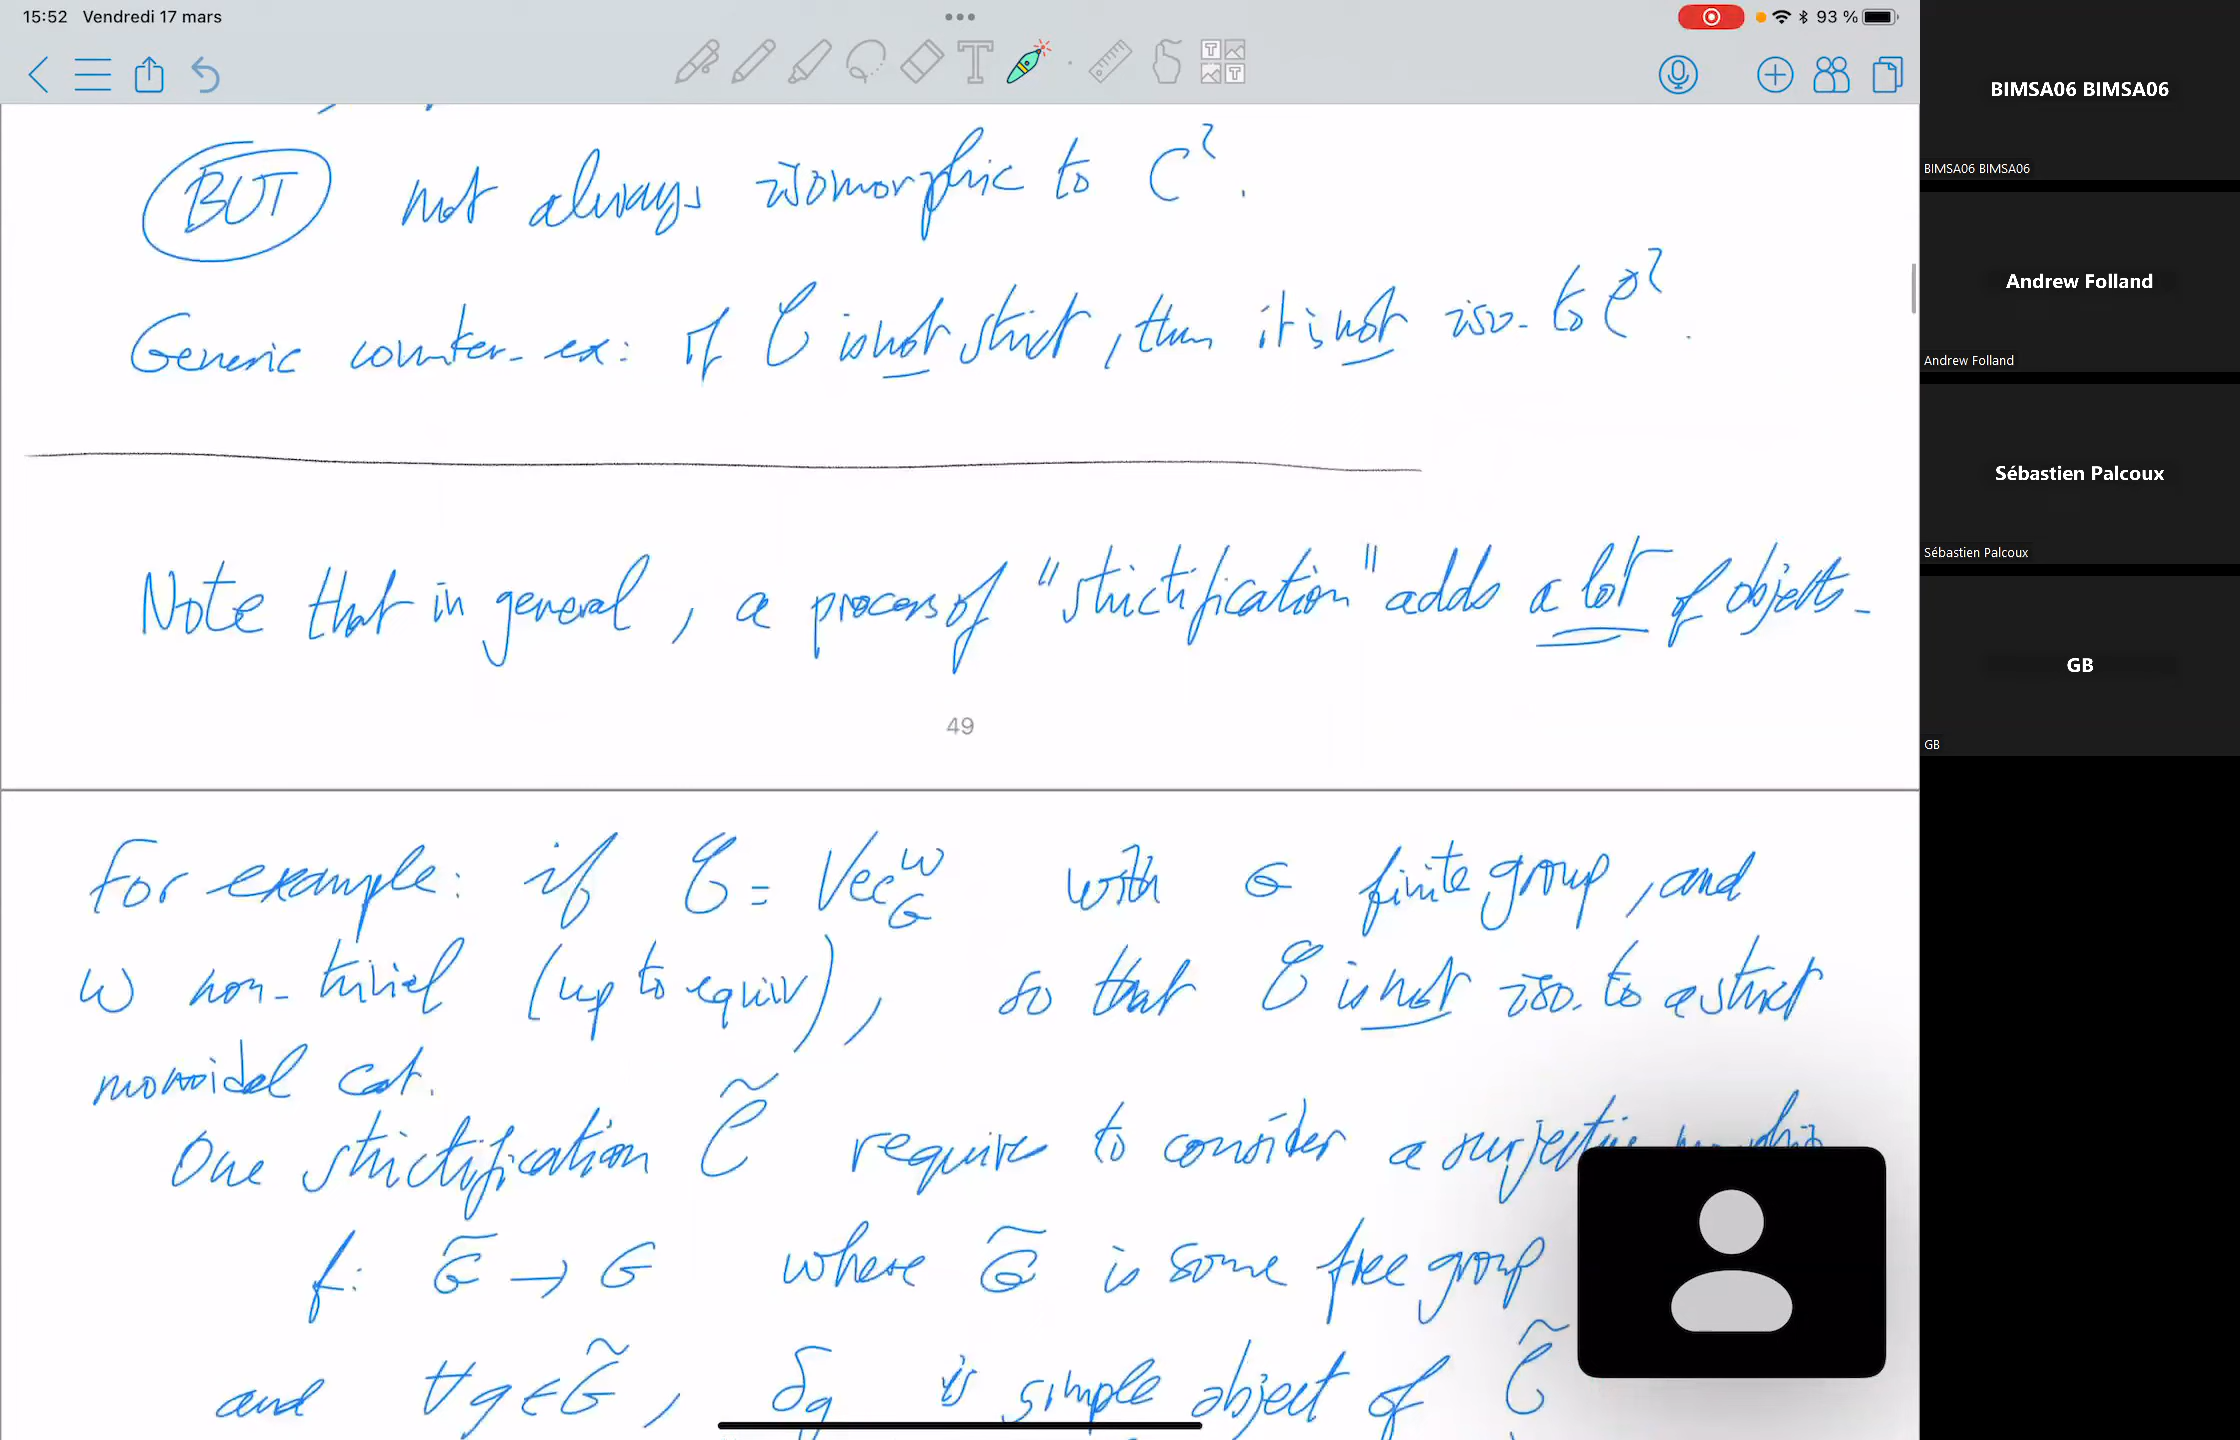 15:52 Vendredi 17 mars
93 %
BUT not always isomorphic to C².
Generic counter-ex: if C is not strict, then it is not iso. to C².
Note that in general, a process of "strictification" adds a lot of objects.
49
For example: if C = Vec_G^ω with G finite group, and
ω non-trivial (up to equiv), so that C is not iso. to a strict
monoidal cat.
One strictification C̃ requires to consider a surjective
f: G̃ → G where G̃ is some free group
and ∀g∈G̃, δ_g is simple object of C̃
BIMSA06 BIMSA06
BIMSA06 BIMSA06
Andrew Folland
Andrew Folland
Sébastien Palcoux
Sébastien Palcoux
GB
GB